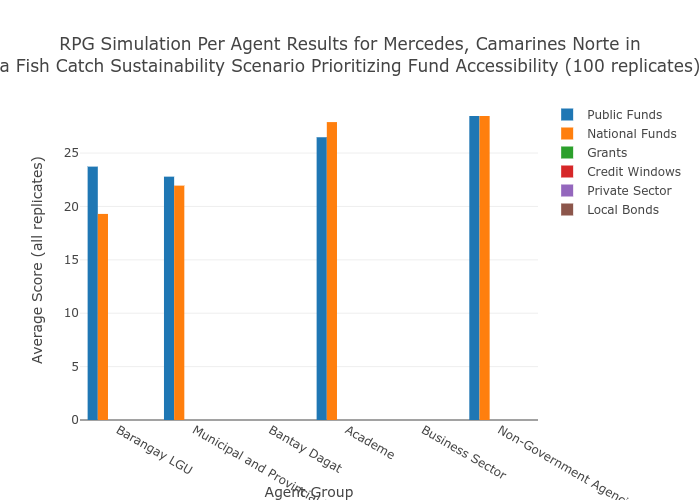 RPG Simulation Per Agent Results for Mercedes, Camarines Norte in
a Fish Catch Sustainability Scenario Prioritizing Fund Accessibility (100 replicates)
Public Funds
National Funds
Grants
Credit Windows
Private Sector
Local Bonds
Average Score (all replicates)
25
20
15
10
5
0
Barangay LGU
Municipal and
Bantay Dagat
Academe
Business Sector
Non-Government
Agent Group